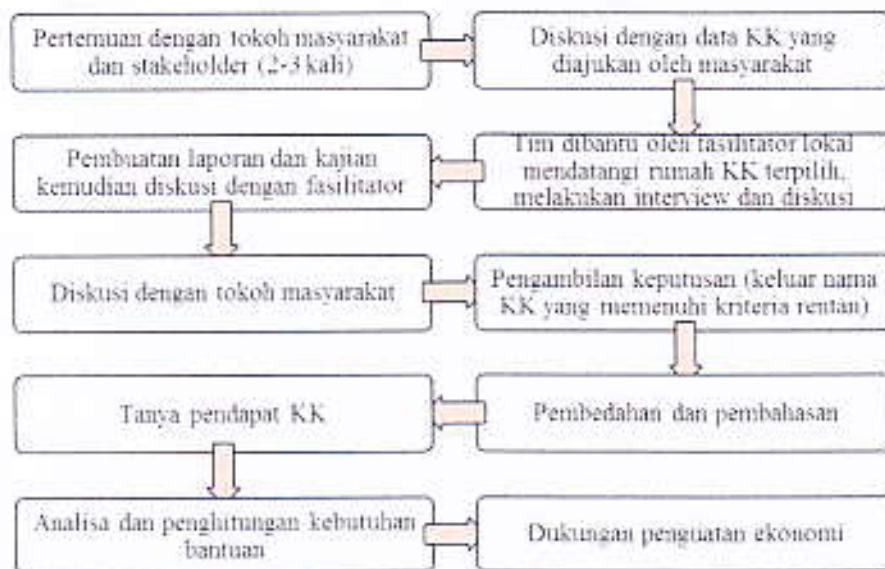 Pertemuan dengan tokoh masyarakat
dan stakeholder (2-3 kali)
Diskusi dengan data KK yang
diajukan oleh masyarakat
Tim dibantu oleh fasilitator lokal
mendatangi rumah KK terpilih,
melakukan interview dan diskusi
Pembuatan laporan dan kajian
kemudian diskusi dengan fasilitator
Diskusi dengan tokoh masyarakat
Pengambilan keputusan (keluar nama
KK yang memenuhi kriteria rentan)
Pembedahan dan pembahasan
Tanya pendapat KK
Analisa dan penghitungan kebutuhan
bantuan
Dukungan penguatan ekonomi